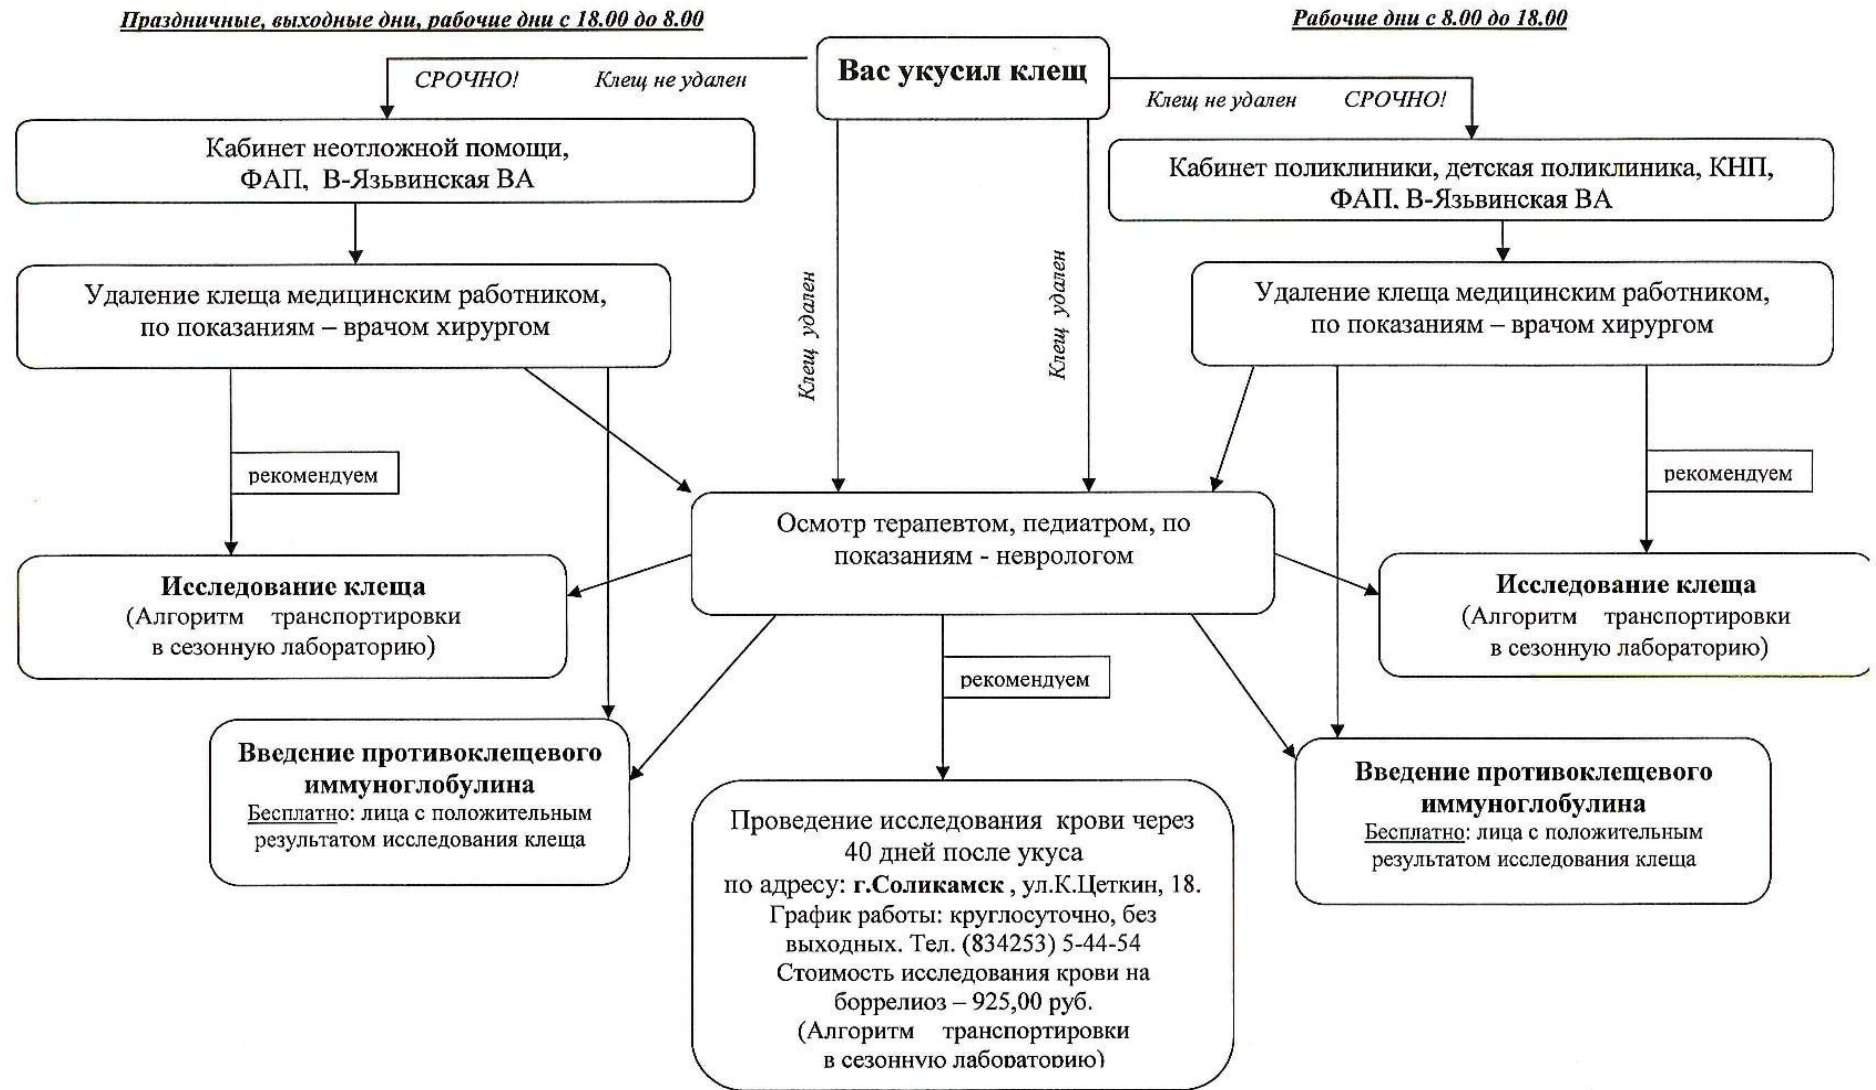 Праздничные, выходные дни, рабочие дни с 18.00 до 8.00
Рабочие дни с 8.00 до 18.00
Вас укусил клещ
СРОЧНО! Клещ не удален
Клещ не удален СРОЧНО!
Кабинет неотложной помощи,
ФАП, В-Язьвинская ВА
Кабинет поликлиники, детская поликлиника, КНП,
ФАП, В-Язьвинская ВА
Клещ удален
Клещ удален
Удаление клеща медицинским работником,
по показаниям – врачом хирургом
Удаление клеща медицинским работником,
по показаниям – врачом хирургом
рекомендуем
рекомендуем
Осмотр терапевтом, педиатром, по
показаниям - неврологом
Исследование клеща
(Алгоритм транспортировки
в сезонную лабораторию)
Исследование клеща
(Алгоритм транспортировки
в сезонную лабораторию)
рекомендуем
Введение противоклещевого
иммуноглобулина
Бесплатно: лица с положительным
результатом исследования клеща
Проведение исследования крови через
40 дней после укуса
по адресу: г.Соликамск , ул.К.Цеткин, 18.
График работы: круглосуточно, без
выходных. Тел. (834253) 5-44-54
Стоимость исследования крови на
боррелиоз – 925,00 руб.
(Алгоритм транспортировки
в сезонную лабораторию)
Введение противоклещевого
иммуноглобулина
Бесплатно: лица с положительным
результатом исследования клеща